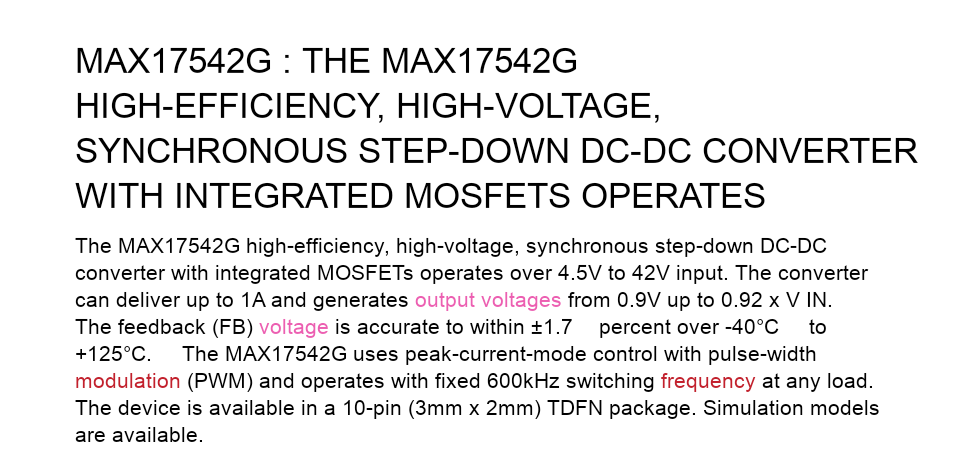 MAX17542G : THE MAX17542G
HIGH-EFFICIENCY, HIGH-VOLTAGE,
SYNCHRONOUS STEP-DOWN DC-DC CONVERTER
WITH INTEGRATED MOSFETS OPERATES
The MAX17542G high-efficiency, high-voltage, synchronous step-down DC-DC
converter with integrated MOSFETs operates over 4.5V to 42V input. The converter
can deliver up to 1A and generates output voltages from 0.9V up to 0.92 x V IN.
The feedback (FB) voltage is accurate to within ±1.7 percent over -40°C to
+125°C. The MAX17542G uses peak-current-mode control with pulse-width
modulation (PWM) and operates with fixed 600kHz switching frequency at any load.
The device is available in a 10-pin (3mm x 2mm) TDFN package. Simulation models
are available.